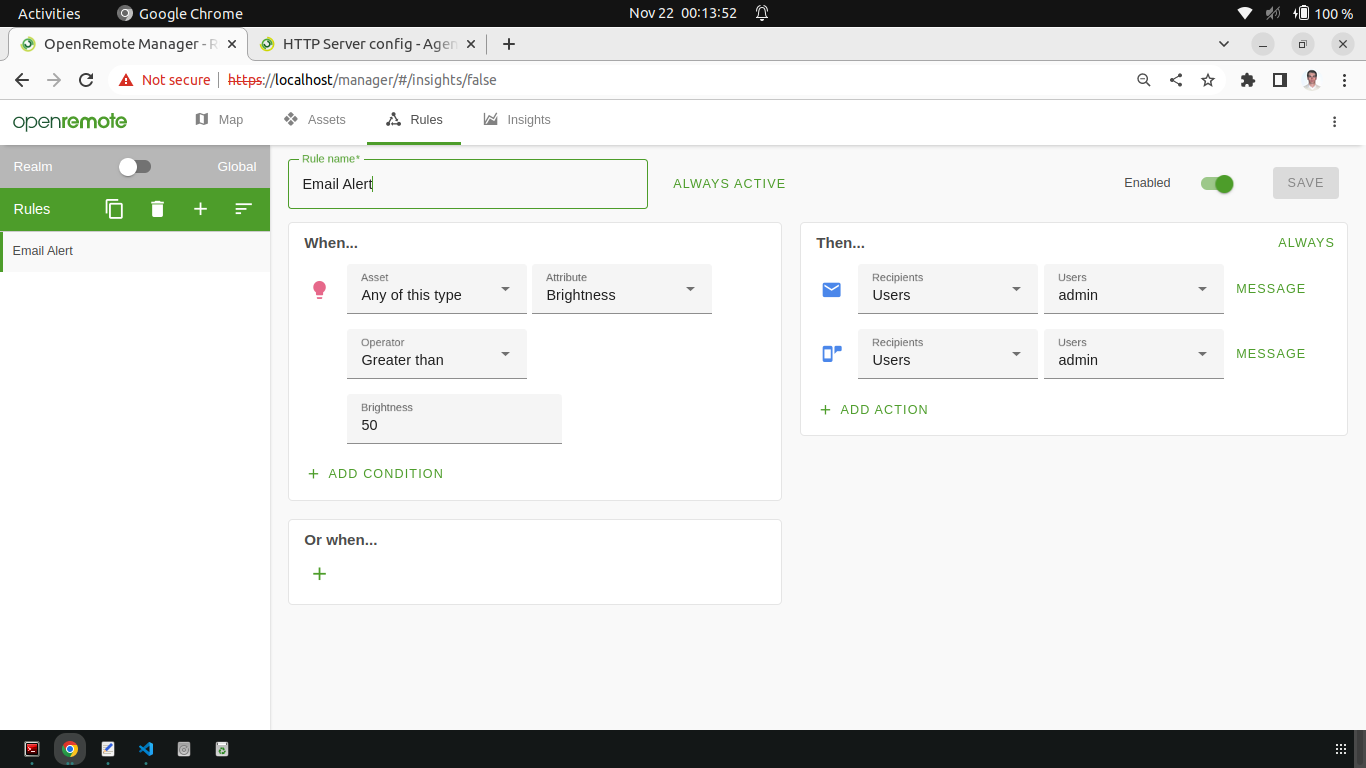 Activities Google Chrome Nov 22 00:13:52 100 %
OpenRemote Manager - R HTTP Server config - Agen
Not secure https://localhost/manager/#/insights/false
openremote Map Assets Rules Insights
Realm Global
Rules
Email Alert
Rule name*
Email Alert
ALWAYS ACTIVE
Enabled
SAVE
When...
Asset
Any of this type
Attribute
Brightness
Operator
Greater than
Brightness
50
+ ADD CONDITION
Or when...
+
Then...
ALWAYS
Recipients
Users
Users
admin
MESSAGE
Recipients
Users
Users
admin
MESSAGE
+ ADD ACTION